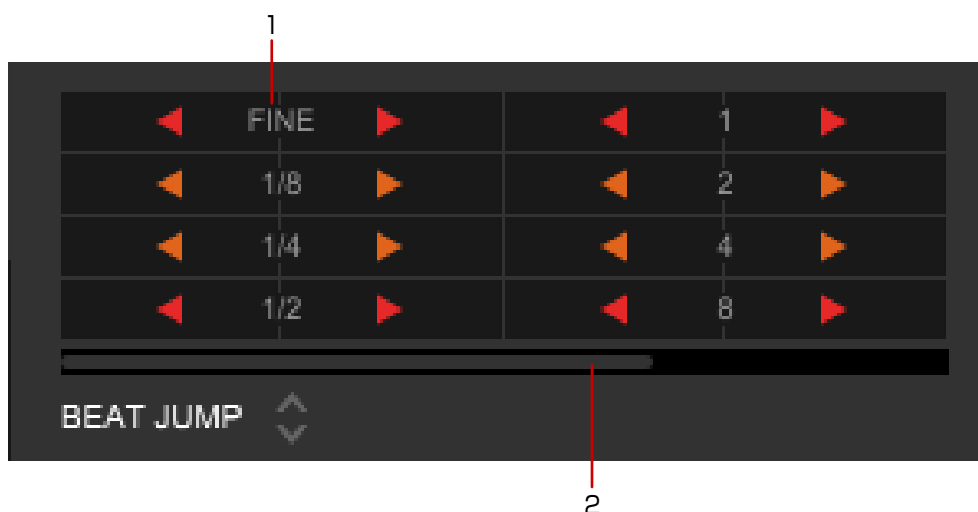 1
FINE 1
1/8 2
1/4 4
1/2 8
BEAT JUMP
2